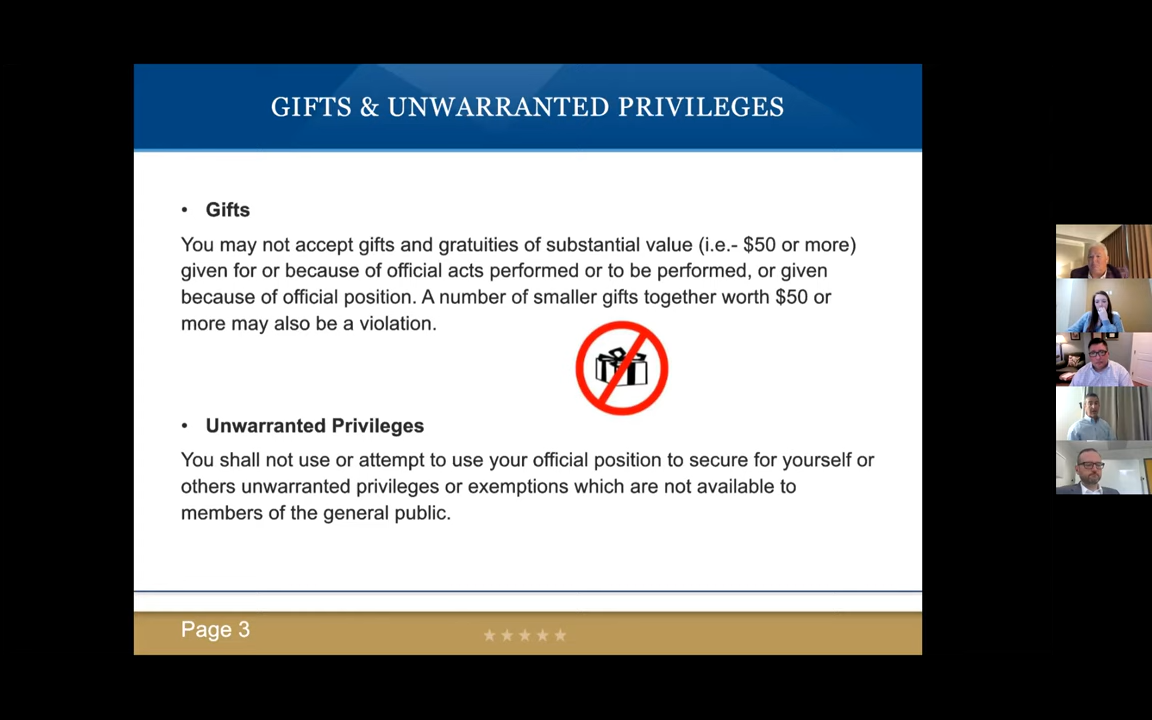 GIFTS & UNWARRANTED PRIVILEGES
• Gifts
You may not accept gifts and gratuities of substantial value (i.e.- $50 or more)
given for or because of official acts performed or to be performed, or given
because of official position. A number of smaller gifts together worth $50 or
more may also be a violation.
• Unwarranted Privileges
You shall not use or attempt to use your official position to secure for yourself or
others unwarranted privileges or exemptions which are not available to
members of the general public.
Page 3